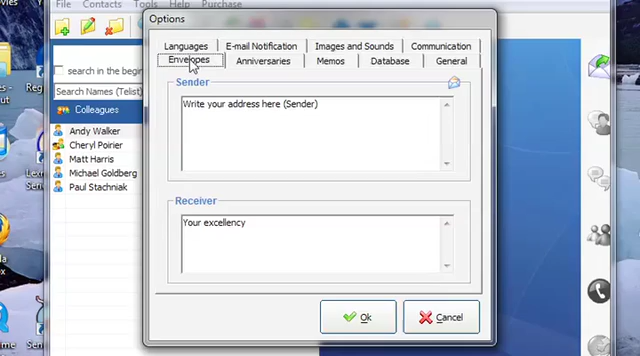 File Contacts Tools Help Purchase
Options
Languages E-mail Notification Images and Sounds Communication
Envelopes Anniversaries Memos Database General
search in the beginn
Search Names (Telist)
Colleagues
Andy Walker
Cheryl Poirier
Matt Harris
Michael Goldberg
Paul Stachniak
Sender
Write your address here (Sender)
Receiver
Your excellency
Ok Cancel